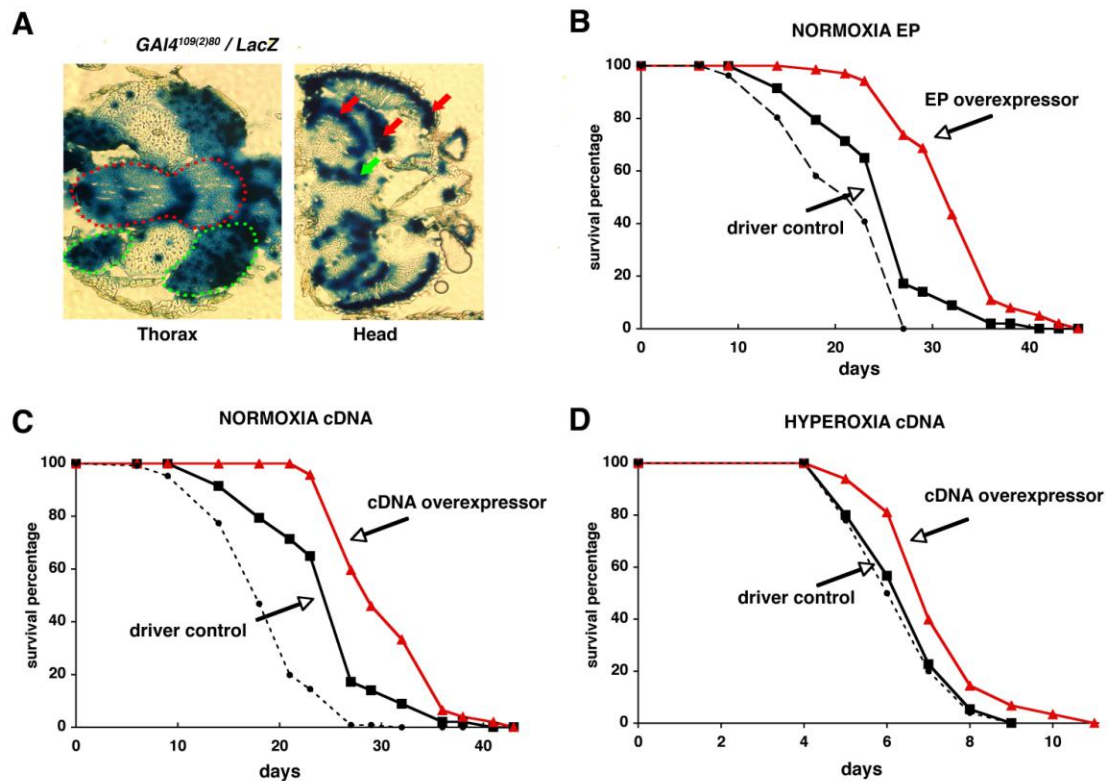 A
GAl4109(2)80 / LacZ
Thorax
Head
B
NORMOXIA EP
survival percentage
100
80
60
40
20
0
EP overexpressor
driver control
0
10
20
30
40
days
C
NORMOXIA cDNA
survival percentage
100
80
60
40
20
0
cDNA overexpressor
driver control
0
10
20
30
40
days
D
HYPEROXIA cDNA
survival percentage
100
80
60
40
20
0
cDNA overexpressor
driver control
0
2
4
6
8
10
days